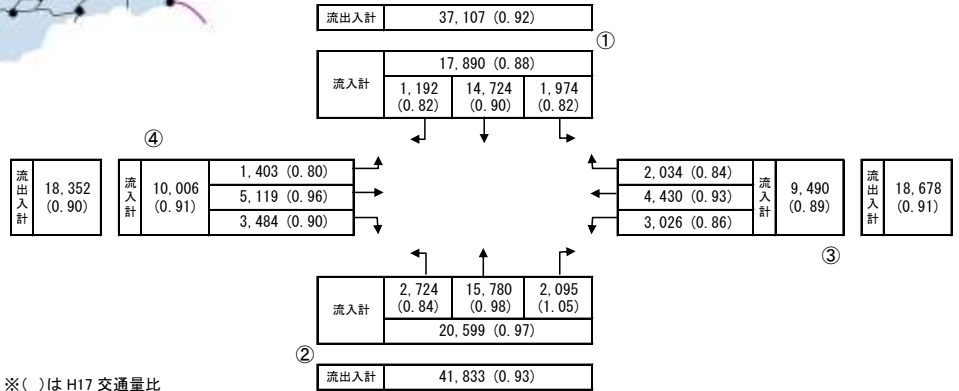 流出入計 37,107 (0.92)
①
流入計 17,890 (0.88)
1,192 14,724 1,974
(0.82) (0.90) (0.82)
④
流出入計 18,352 (0.90)
流入計 10,006 (0.91)
1,403 (0.80)
5,119 (0.96)
3,484 (0.90)
2,034 (0.84)
4,430 (0.93)
3,026 (0.86)
流入計 9,490 (0.89)
流出入計 18,678 (0.91)
③
流入計 2,724 15,780 2,095
(0.84) (0.98) (1.05)
20,599 (0.97)
②
流出入計 41,833 (0.93)
※( )は H17 交通量比